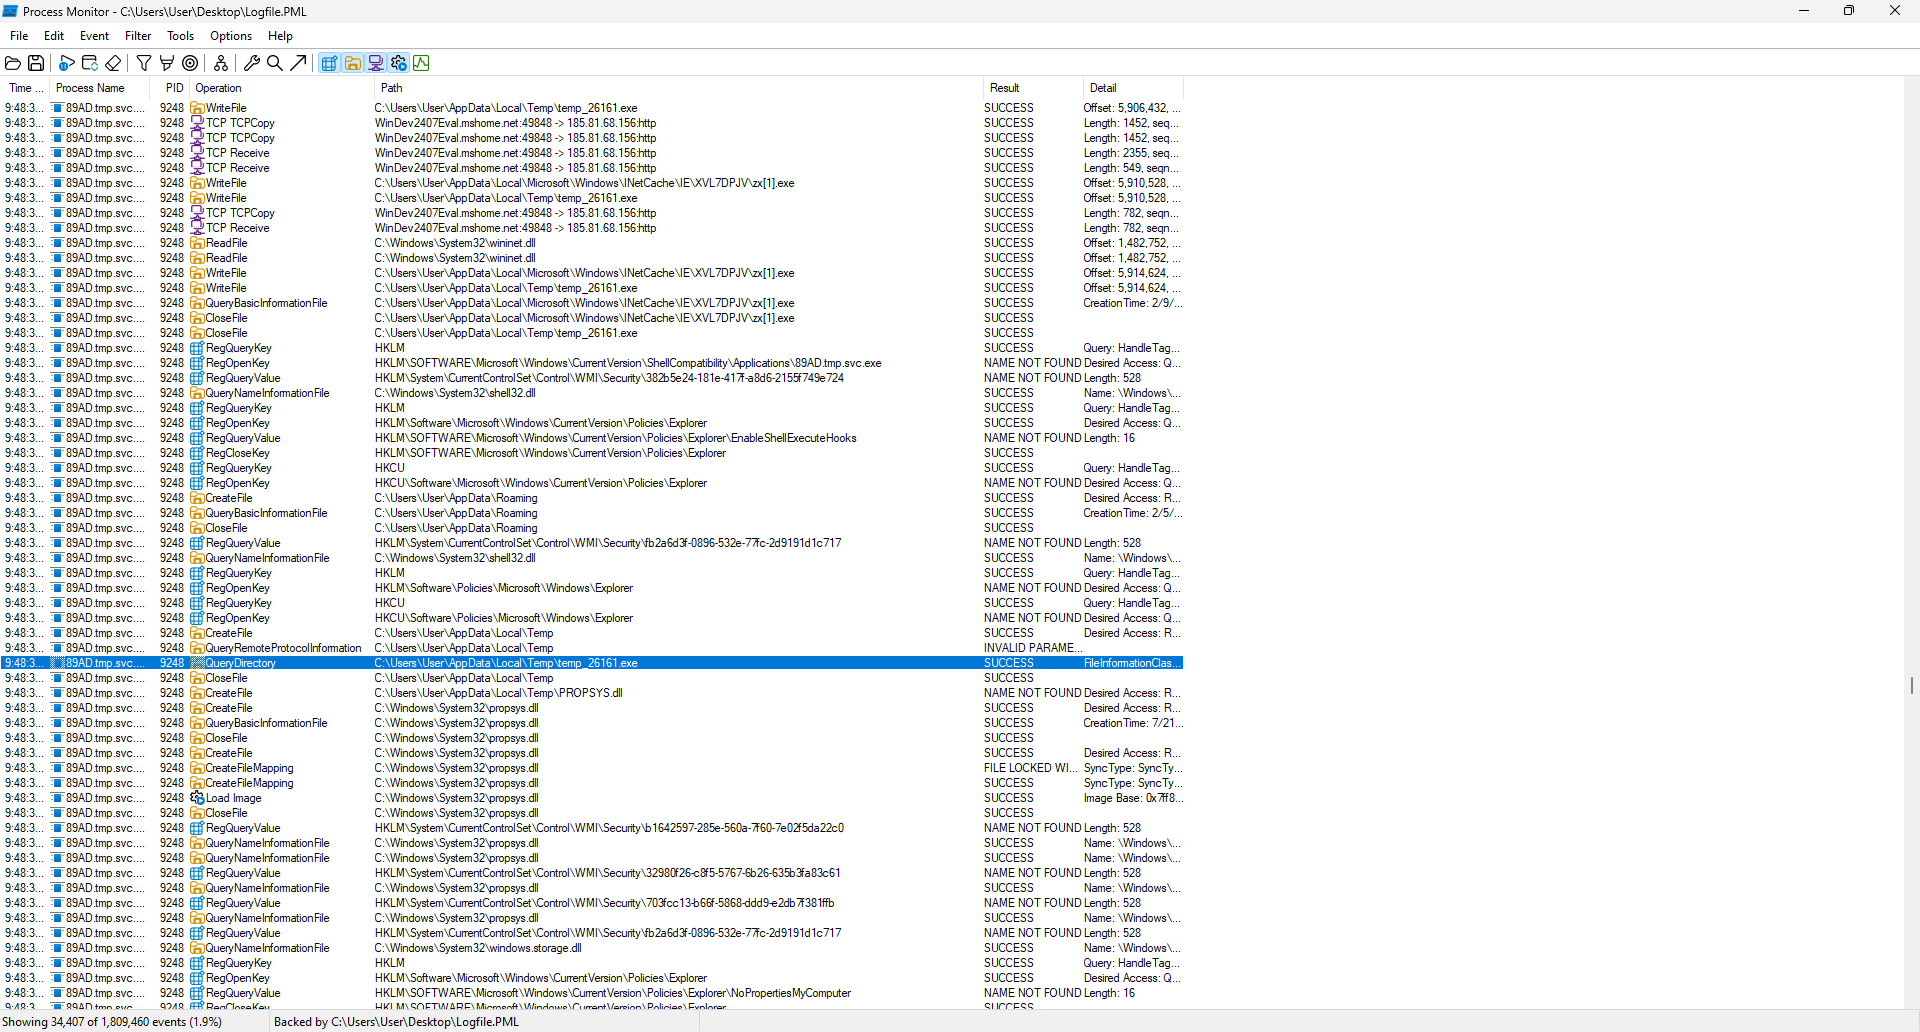 Process Monitor - C:\Users\User\Desktop\Logfile.PML
File Edit Event Filter Tools Options Help
Time ... Process Name PID Operation Path Result Detail
9:48:3... 89AD.tmp.svc.... 9248 WriteFile C:\Users\User\AppData\Local\Temp\temp_26161.exe SUCCESS Offset: 5,906,432, ...
9:48:3... 89AD.tmp.svc.... 9248 TCP TCPCopy WinDev2407Eval.mshome.net:49848 -> 185.81.68.156:http SUCCESS Length: 1452, seq...
9:48:3... 89AD.tmp.svc.... 9248 TCP TCPCopy WinDev2407Eval.mshome.net:49848 -> 185.81.68.156:http SUCCESS Length: 1452, seq...
9:48:3... 89AD.tmp.svc.... 9248 TCP Receive WinDev2407Eval.mshome.net:49848 -> 185.81.68.156:http SUCCESS Length: 2355, seq...
9:48:3... 89AD.tmp.svc.... 9248 TCP Receive WinDev2407Eval.mshome.net:49848 -> 185.81.68.156:http SUCCESS Length: 549, seqn...
9:48:3... 89AD.tmp.svc.... 9248 WriteFile C:\Users\User\AppData\Local\Microsoft\Windows\INetCache\IE\XVL7DPJV\zx[1].exe SUCCESS Offset: 5,910,528, ...
9:48:3... 89AD.tmp.svc.... 9248 WriteFile C:\Users\User\AppData\Local\Temp\temp_26161.exe SUCCESS Offset: 5,910,528, ...
9:48:3... 89AD.tmp.svc.... 9248 TCP TCPCopy WinDev2407Eval.mshome.net:49848 -> 185.81.68.156:http SUCCESS Length: 782, seqn...
9:48:3... 89AD.tmp.svc.... 9248 TCP Receive WinDev2407Eval.mshome.net:49848 -> 185.81.68.156:http SUCCESS Length: 782, seqn...
9:48:3... 89AD.tmp.svc.... 9248 ReadFile C:\Windows\System32\wininet.dll SUCCESS Offset: 1,482,752, ...
9:48:3... 89AD.tmp.svc.... 9248 ReadFile C:\Windows\System32\wininet.dll SUCCESS Offset: 1,482,752, ...
9:48:3... 89AD.tmp.svc.... 9248 WriteFile C:\Users\User\AppData\Local\Microsoft\Windows\INetCache\IE\XVL7DPJV\zx[1].exe SUCCESS Offset: 5,914,624, ...
9:48:3... 89AD.tmp.svc.... 9248 WriteFile C:\Users\User\AppData\Local\Temp\temp_26161.exe SUCCESS Offset: 5,914,624, ...
9:48:3... 89AD.tmp.svc.... 9248 QueryBasicInformationFile C:\Users\User\AppData\Local\Microsoft\Windows\INetCache\IE\XVL7DPJV\zx[1].exe SUCCESS CreationTime: 2/9/...
9:48:3... 89AD.tmp.svc.... 9248 CloseFile C:\Users\User\AppData\Local\Microsoft\Windows\INetCache\IE\XVL7DPJV\zx[1].exe SUCCESS
9:48:3... 89AD.tmp.svc.... 9248 CloseFile C:\Users\User\AppData\Local\Temp\temp_26161.exe SUCCESS
9:48:3... 89AD.tmp.svc.... 9248 RegQueryKey HKLM SUCCESS Query: HandleTag...
9:48:3... 89AD.tmp.svc.... 9248 RegOpenKey HKLM\SOFTWARE\Microsoft\Windows\CurrentVersion\ShellCompatibility\Applications\89AD.tmp.svc.exe NAME NOT FOUND Desired Access: Q...
9:48:3... 89AD.tmp.svc.... 9248 RegQueryValue HKLM\System\CurrentControlSet\Control\WMI\Security\382b5e24-181e-417f-a8d6-2155f749e724 NAME NOT FOUND Length: 528
9:48:3... 89AD.tmp.svc.... 9248 QueryNameInformationFile C:\Windows\System32\shell32.dll SUCCESS Name: \Windows\...
9:48:3... 89AD.tmp.svc.... 9248 RegQueryKey HKLM SUCCESS Query: HandleTag...
9:48:3... 89AD.tmp.svc.... 9248 RegOpenKey HKLM\Software\Microsoft\Windows\CurrentVersion\Policies\Explorer SUCCESS Desired Access: Q...
9:48:3... 89AD.tmp.svc.... 9248 RegQueryValue HKLM\SOFTWARE\Microsoft\Windows\CurrentVersion\Policies\Explorer\EnableShellExecuteHooks NAME NOT FOUND Length: 16
9:48:3... 89AD.tmp.svc.... 9248 RegCloseKey HKLM\SOFTWARE\Microsoft\Windows\CurrentVersion\Policies\Explorer SUCCESS
9:48:3... 89AD.tmp.svc.... 9248 RegQueryKey HKCU SUCCESS Query: HandleTag...
9:48:3... 89AD.tmp.svc.... 9248 RegOpenKey HKCU\Software\Microsoft\Windows\CurrentVersion\Policies\Explorer NAME NOT FOUND Desired Access: Q...
9:48:3... 89AD.tmp.svc.... 9248 CreateFile C:\Users\User\AppData\Roaming SUCCESS Desired Access: R...
9:48:3... 89AD.tmp.svc.... 9248 QueryBasicInformationFile C:\Users\User\AppData\Roaming SUCCESS CreationTime: 2/5/...
9:48:3... 89AD.tmp.svc.... 9248 CloseFile C:\Users\User\AppData\Roaming SUCCESS
9:48:3... 89AD.tmp.svc.... 9248 RegQueryValue HKLM\System\CurrentControlSet\Control\WMI\Security\fb2a6d3f-0896-532e-77fc-2d9191d1c717 NAME NOT FOUND Length: 528
9:48:3... 89AD.tmp.svc.... 9248 QueryNameInformationFile C:\Windows\System32\shell32.dll SUCCESS Name: \Windows\...
9:48:3... 89AD.tmp.svc.... 9248 RegQueryKey HKLM SUCCESS Query: HandleTag...
9:48:3... 89AD.tmp.svc.... 9248 RegOpenKey HKLM\Software\Policies\Microsoft\Windows\Explorer NAME NOT FOUND Desired Access: Q...
9:48:3... 89AD.tmp.svc.... 9248 RegQueryKey HKCU SUCCESS Query: HandleTag...
9:48:3... 89AD.tmp.svc.... 9248 RegOpenKey HKCU\Software\Policies\Microsoft\Windows\Explorer NAME NOT FOUND Desired Access: Q...
9:48:3... 89AD.tmp.svc.... 9248 CreateFile C:\Users\User\AppData\Local\Temp SUCCESS Desired Access: R...
9:48:3... 89AD.tmp.svc.... 9248 QueryRemoteProtocolInformation C:\Users\User\AppData\Local\Temp INVALID PARAME...
9:48:3... 89AD.tmp.svc.... 9248 QueryDirectory C:\Users\User\AppData\Local\Temp\temp_26161.exe SUCCESS FileInformationClas...
9:48:3... 89AD.tmp.svc.... 9248 CloseFile C:\Users\User\AppData\Local\Temp SUCCESS
9:48:3... 89AD.tmp.svc.... 9248 CreateFile C:\Users\User\AppData\Local\Temp\PROPSYS.dll NAME NOT FOUND Desired Access: R...
9:48:3... 89AD.tmp.svc.... 9248 CreateFile C:\Windows\System32\propsys.dll SUCCESS Desired Access: R...
9:48:3... 89AD.tmp.svc.... 9248 QueryBasicInformationFile C:\Windows\System32\propsys.dll SUCCESS CreationTime: 7/21...
9:48:3... 89AD.tmp.svc.... 9248 CloseFile C:\Windows\System32\propsys.dll SUCCESS
9:48:3... 89AD.tmp.svc.... 9248 CreateFile C:\Windows\System32\propsys.dll SUCCESS Desired Access: R...
9:48:3... 89AD.tmp.svc.... 9248 CreateFileMapping C:\Windows\System32\propsys.dll FILE LOCKED WI... SyncType: SyncTy...
9:48:3... 89AD.tmp.svc.... 9248 CreateFileMapping C:\Windows\System32\propsys.dll SUCCESS SyncType: SyncTy...
9:48:3... 89AD.tmp.svc.... 9248 Load Image C:\Windows\System32\propsys.dll SUCCESS Image Base: 0x7ff8...
9:48:3... 89AD.tmp.svc.... 9248 CloseFile C:\Windows\System32\propsys.dll SUCCESS
9:48:3... 89AD.tmp.svc.... 9248 RegQueryValue HKLM\System\CurrentControlSet\Control\WMI\Security\b1642597-285e-560a-7f60-7e02f5da22c0 NAME NOT FOUND Length: 528
9:48:3... 89AD.tmp.svc.... 9248 QueryNameInformationFile C:\Windows\System32\propsys.dll SUCCESS Name: \Windows\...
9:48:3... 89AD.tmp.svc.... 9248 QueryNameInformationFile C:\Windows\System32\propsys.dll SUCCESS Name: \Windows\...
9:48:3... 89AD.tmp.svc.... 9248 RegQueryValue HKLM\System\CurrentControlSet\Control\WMI\Security\32980f26-c8f5-5767-6b26-635b3fa83c61 NAME NOT FOUND Length: 528
9:48:3... 89AD.tmp.svc.... 9248 QueryNameInformationFile C:\Windows\System32\propsys.dll SUCCESS Name: \Windows\...
9:48:3... 89AD.tmp.svc.... 9248 RegQueryValue HKLM\System\CurrentControlSet\Control\WMI\Security\703fcc13-b66f-5868-ddd9-e2db7f381ffb NAME NOT FOUND Length: 528
9:48:3... 89AD.tmp.svc.... 9248 QueryNameInformationFile C:\Windows\System32\propsys.dll SUCCESS Name: \Windows\...
9:48:3... 89AD.tmp.svc.... 9248 RegQueryValue HKLM\System\CurrentControlSet\Control\WMI\Security\fb2a6d3f-0896-532e-77fc-2d9191d1c717 NAME NOT FOUND Length: 528
9:48:3... 89AD.tmp.svc.... 9248 QueryNameInformationFile C:\Windows\System32\windows.storage.dll SUCCESS Name: \Windows\...
9:48:3... 89AD.tmp.svc.... 9248 RegQueryKey HKLM SUCCESS Query: HandleTag...
9:48:3... 89AD.tmp.svc.... 9248 RegOpenKey HKLM\Software\Microsoft\Windows\CurrentVersion\Policies\Explorer SUCCESS Desired Access: Q...
9:48:3... 89AD.tmp.svc.... 9248 RegQueryValue HKLM\SOFTWARE\Microsoft\Windows\CurrentVersion\Policies\Explorer\NoPropertiesMyComputer NAME NOT FOUND Length: 16
9:48:3... 89AD.tmp.svc.... 9248 RegCloseKey HKLM\SOFTWARE\Microsoft\Windows\CurrentVersion\Policies\Explorer SUCCESS
Showing 34,407 of 1,809,460 events (1.9%) Backed by C:\Users\User\Desktop\Logfile.PML